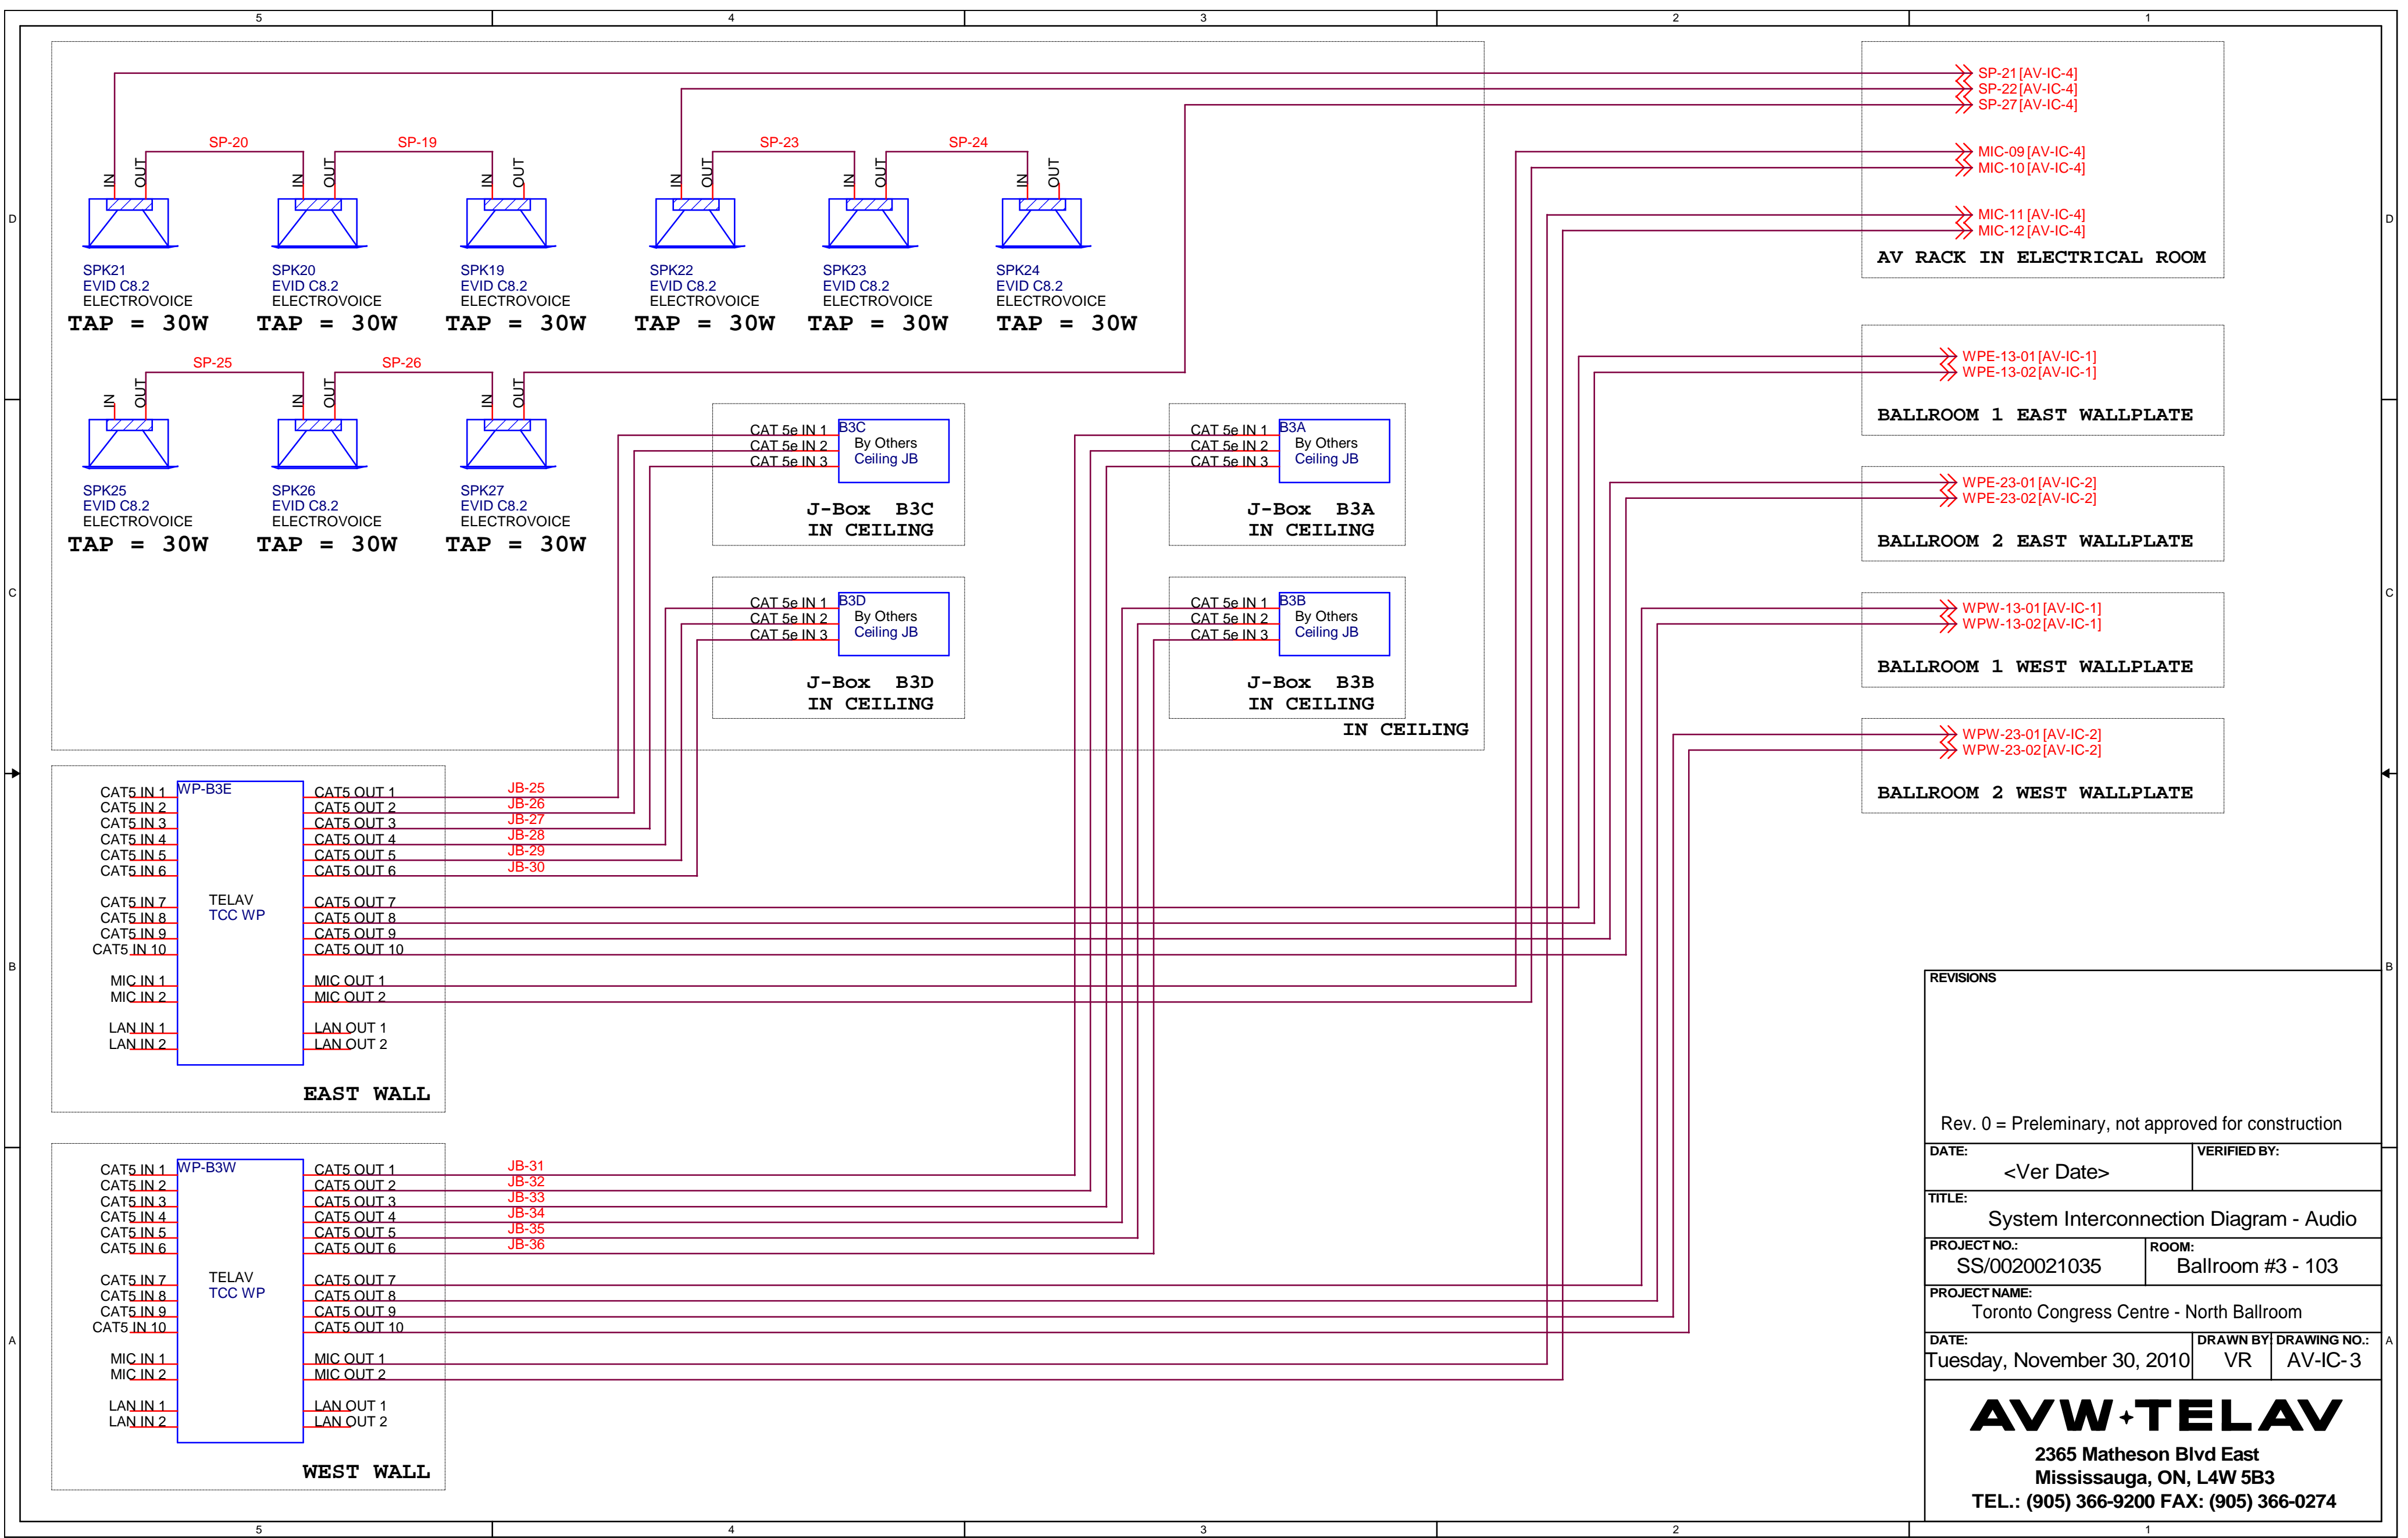 5 4 3 2 1
SP-21[AV-IC-4]
SP-22[AV-IC-4]
SP-27[AV-IC-4]
MIC-09[AV-IC-4]
MIC-10[AV-IC-4]
MIC-11[AV-IC-4]
MIC-12[AV-IC-4]
AV RACK IN ELECTRICAL ROOM
SP-20 SP-19 SP-23 SP-24
IN OUT IN OUT IN OUT IN OUT IN OUT IN OUT
D D
SPK21 SPK20 SPK19 SPK22 SPK23 SPK24
EVID C8.2 EVID C8.2 EVID C8.2 EVID C8.2 EVID C8.2 EVID C8.2
ELECTROVOICE ELECTROVOICE ELECTROVOICE ELECTROVOICE ELECTROVOICE ELECTROVOICE
TAP = 30W TAP = 30W TAP = 30W TAP = 30W TAP = 30W TAP = 30W
SP-25 SP-26
IN OUT IN OUT IN OUT
SPK25 SPK26 SPK27
EVID C8.2 EVID C8.2 EVID C8.2
ELECTROVOICE ELECTROVOICE ELECTROVOICE
TAP = 30W TAP = 30W TAP = 30W
CAT 5e IN 1 B3C
CAT 5e IN 2 By Others
CAT 5e IN 3 Ceiling JB
J-Box B3C
IN CEILING
CAT 5e IN 1 B3A
CAT 5e IN 2 By Others
CAT 5e IN 3 Ceiling JB
J-Box B3A
IN CEILING
CAT 5e IN 1 B3D
CAT 5e IN 2 By Others
CAT 5e IN 3 Ceiling JB
J-Box B3D
IN CEILING
CAT 5e IN 1 B3B
CAT 5e IN 2 By Others
CAT 5e IN 3 Ceiling JB
J-Box B3B
IN CEILING
IN CEILING
WPE-13-01[AV-IC-1]
WPE-13-02[AV-IC-1]
BALLROOM 1 EAST WALLPLATE
WPE-23-01[AV-IC-2]
WPE-23-02[AV-IC-2]
BALLROOM 2 EAST WALLPLATE
C C
WPW-13-01[AV-IC-1]
WPW-13-02[AV-IC-1]
BALLROOM 1 WEST WALLPLATE
WPW-23-01[AV-IC-2]
WPW-23-02[AV-IC-2]
BALLROOM 2 WEST WALLPLATE
CAT5 IN 1 WP-B3E CAT5 OUT 1 JB-25
CAT5 IN 2 CAT5 OUT 2 JB-26
CAT5 IN 3 CAT5 OUT 3 JB-27
CAT5 IN 4 CAT5 OUT 4 JB-28
CAT5 IN 5 CAT5 OUT 5 JB-29
CAT5 IN 6 CAT5 OUT 6 JB-30
CAT5 IN 7 TELAV CAT5 OUT 7
CAT5 IN 8 TCC WP CAT5 OUT 8
CAT5 IN 9 CAT5 OUT 9
CAT5 IN 10 CAT5 OUT 10
B B
MIC IN 1 MIC OUT 1
MIC IN 2 MIC OUT 2
LAN IN 1 LAN OUT 1
LAN IN 2 LAN OUT 2
EAST WALL
CAT5 IN 1 WP-B3W CAT5 OUT 1 JB-31
CAT5 IN 2 CAT5 OUT 2 JB-32
CAT5 IN 3 CAT5 OUT 3 JB-33
CAT5 IN 4 CAT5 OUT 4 JB-34
CAT5 IN 5 CAT5 OUT 5 JB-35
CAT5 IN 6 CAT5 OUT 6 JB-36
CAT5 IN 7 TELAV CAT5 OUT 7
CAT5 IN 8 TCC WP CAT5 OUT 8
CAT5 IN 9 CAT5 OUT 9
CAT5 IN 10 CAT5 OUT 10
A A
MIC IN 1 MIC OUT 1
MIC IN 2 MIC OUT 2
LAN IN 1 LAN OUT 1
LAN IN 2 LAN OUT 2
WEST WALL
REVISIONS
Rev. 0 = Preleminary, not approved for construction
DATE: VERIFIED BY:
<Ver Date>
TITLE:
System Interconnection Diagram - Audio
PROJECT NO.: ROOM:
SS/0020021035 Ballroom #3 - 103
PROJECT NAME:
Toronto Congress Centre - North Ballroom
DATE: DRAWN BY: DRAWING NO.:
Tuesday, November 30, 2010 VR AV-IC-3
AVW+TELAV
2365 Matheson Blvd East
Mississauga, ON, L4W 5B3
TEL.: (905) 366-9200 FAX: (905) 366-0274
5 4 3 2 1